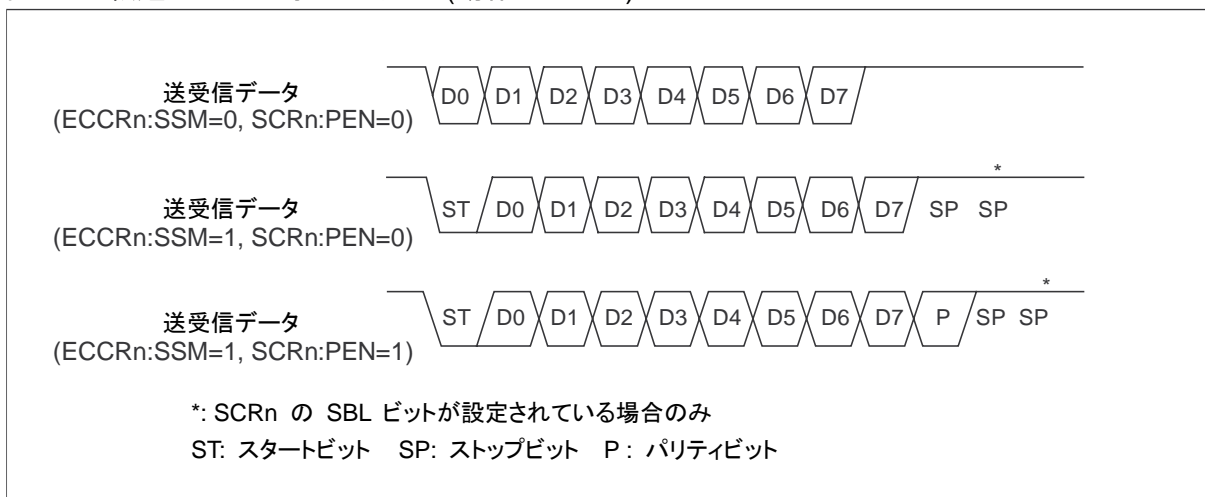 送受信データ
(ECCRn:SSM=0, SCRn:PEN=0)
D0 D1 D2 D3 D4 D5 D6 D7
*
送受信データ
(ECCRn:SSM=1, SCRn:PEN=0)
ST D0 D1 D2 D3 D4 D5 D6 D7 SP SP
*
送受信データ
(ECCRn:SSM=1, SCRn:PEN=1)
ST D0 D1 D2 D3 D4 D5 D6 D7 P SP SP
*: SCRn の SBL ビットが設定されている場合のみ
ST: スタートビット SP: ストップビット P : パリティビット